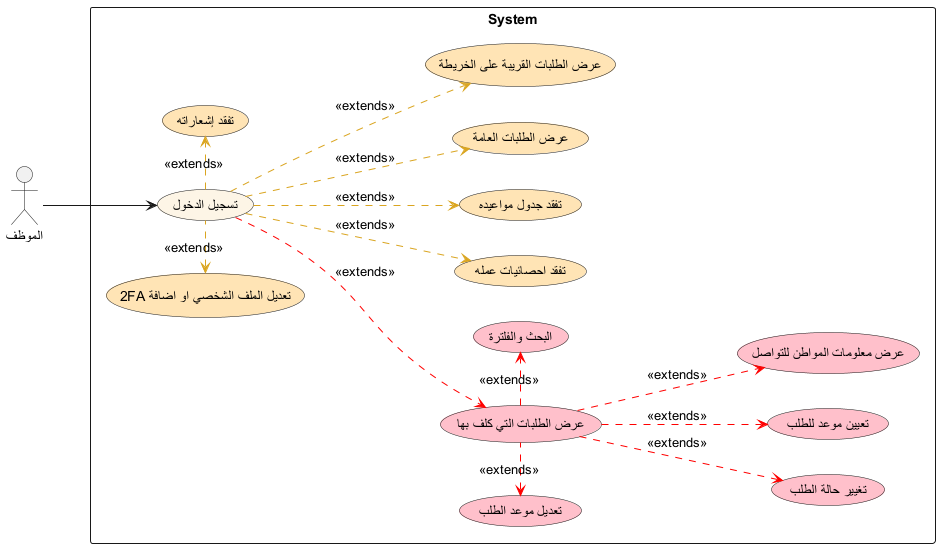 System
عرض الطلبات القريبة على الخريطة
«extends»
تفقد إشعاراته
عرض الطلبات العامة
«extends»
«extends»
تسجيل الدخول
«extends»
تفقد جدول مواعيده
«extends»
الموظف
«extends»
تفقد احصائيات عمله
«extends»
تعديل الملف الشخصي او اضافة 2FA
البحث والفلترة
عرض معلومات المواطن للتواصل
«extends»
«extends»
عرض الطلبات التي كلف بها
«extends»
تعيين موعد للطلب
«extends»
«extends»
تغيير حالة الطلب
تعديل موعد الطلب